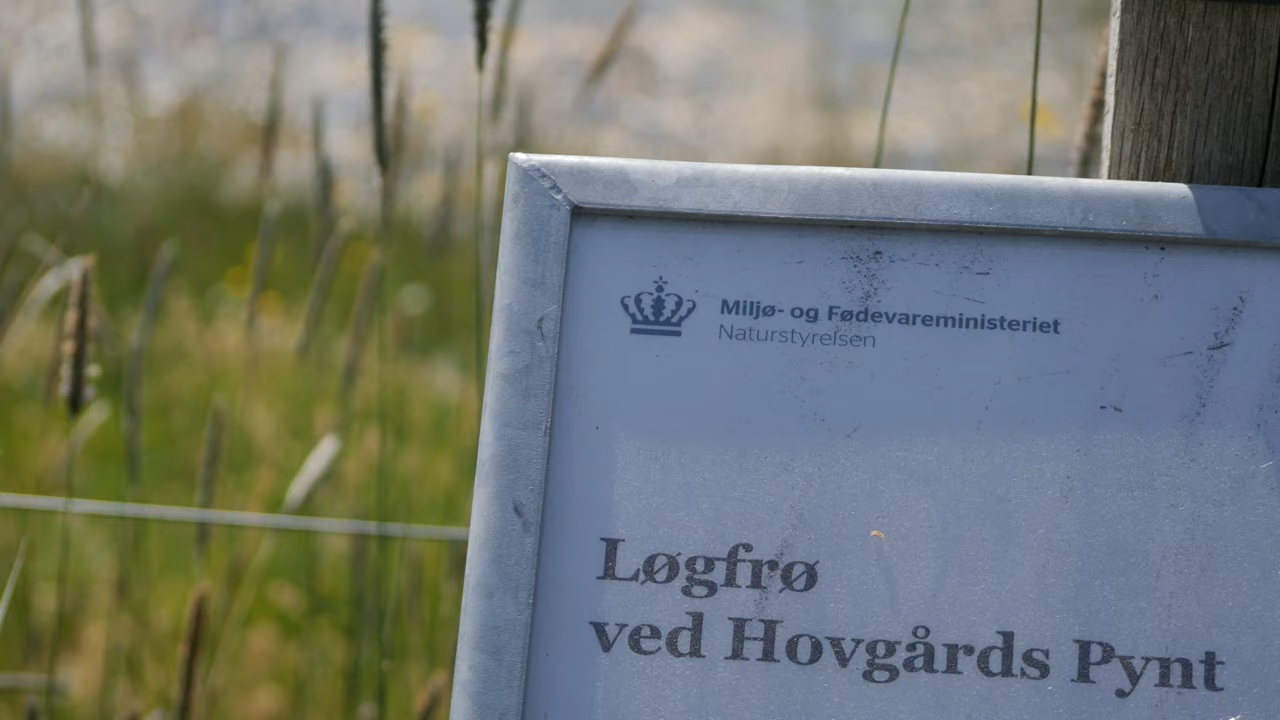 Miljø- og Fødevareministeriet
Naturstyrelsen
Løgfrø
ved Hovgårds Pynt